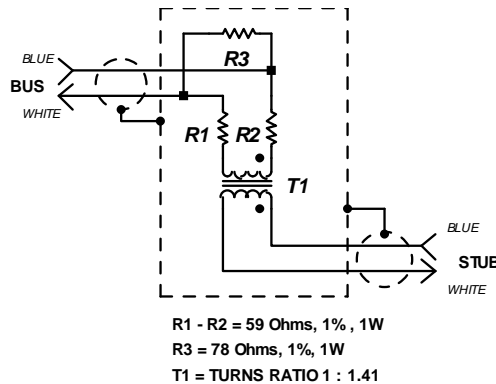 BLUE
R3
BUS
WHITE
R1
R2
T1
BLUE
STUB
WHITE
R1 - R2 = 59 Ohms, 1% , 1W
R3 = 78 Ohms, 1%, 1W
T1 = TURNS RATIO 1 : 1.41